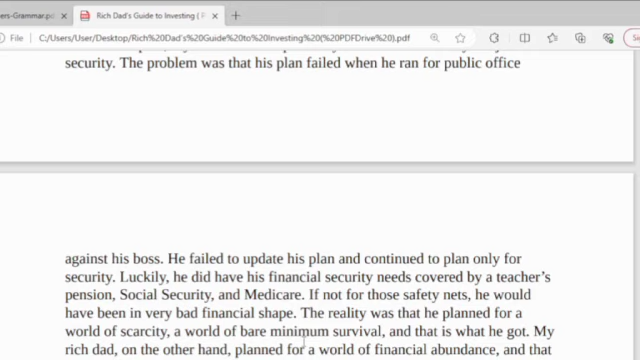 ers-Grammar.pdf
Rich Dad's Guide to Investing ( P
File
C:/Users/User/Desktop/Rich%20Dad's%20Guide%20to%20Investing%20(%20PDFDrive%20).pdf
security. The problem was that his plan failed when he ran for public office
against his boss. He failed to update his plan and continued to plan only for
security. Luckily, he did have his financial security needs covered by a teacher's
pension, Social Security, and Medicare. If not for those safety nets, he would
have been in very bad financial shape. The reality was that he planned for a
world of scarcity, a world of bare minimum survival, and that is what he got. My
rich dad, on the other hand, planned for a world of financial abundance, and that